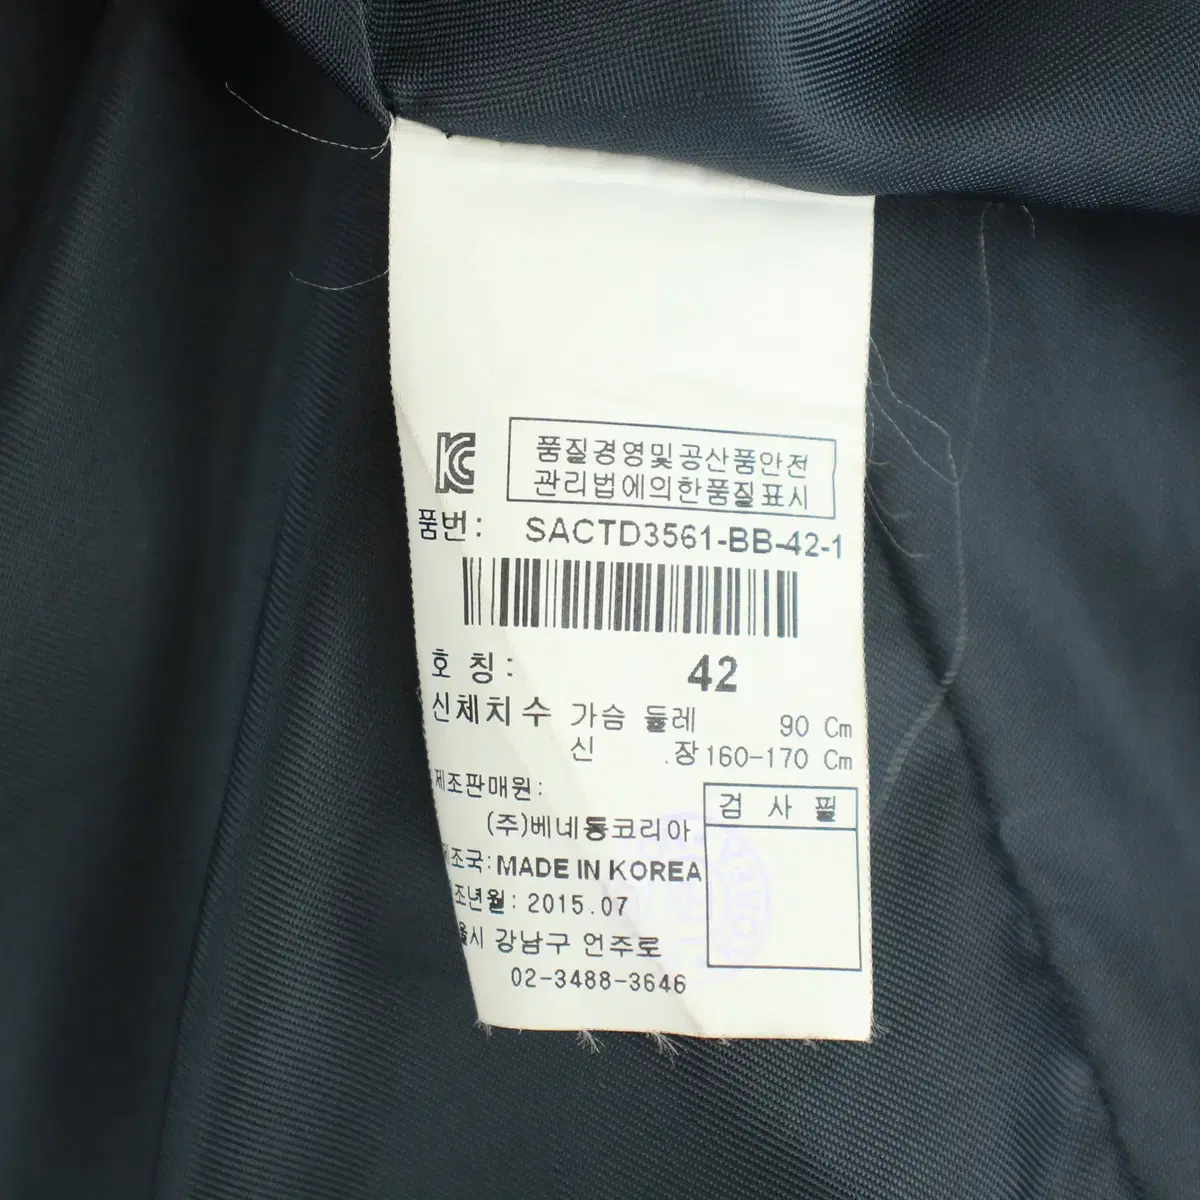 KC
품질경영및공산품안전
관리법에의한품질표시
품번: SACTD3561-BB-42-1
호 칭: 42
신체치수 가슴 둘레 90 Cm
신 장 160-170 Cm
제조판매원:
(주)베네통코리아
검 사 필
제조국: MADE IN KOREA
조년월: 2015.07
울시 강남구 언주로
02-3488-3646